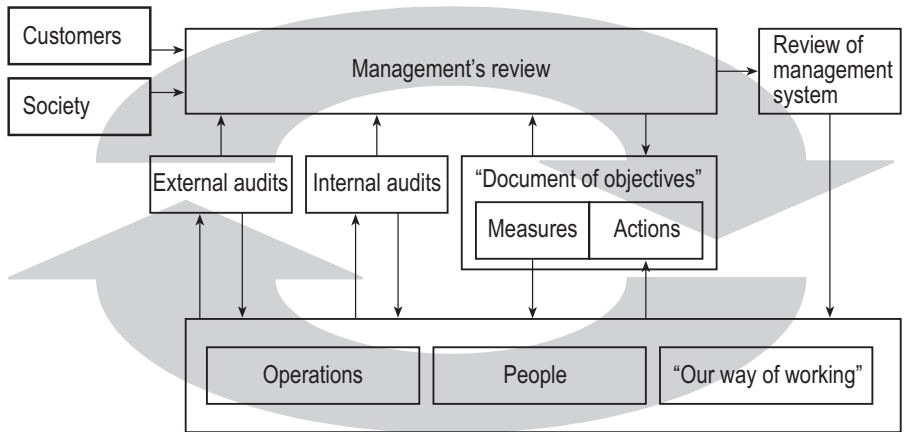 Customers
Society
Management's review
Review of
management
system
External audits
Internal audits
“Document of objectives”
Measures
Actions
Operations
People
“Our way of working”